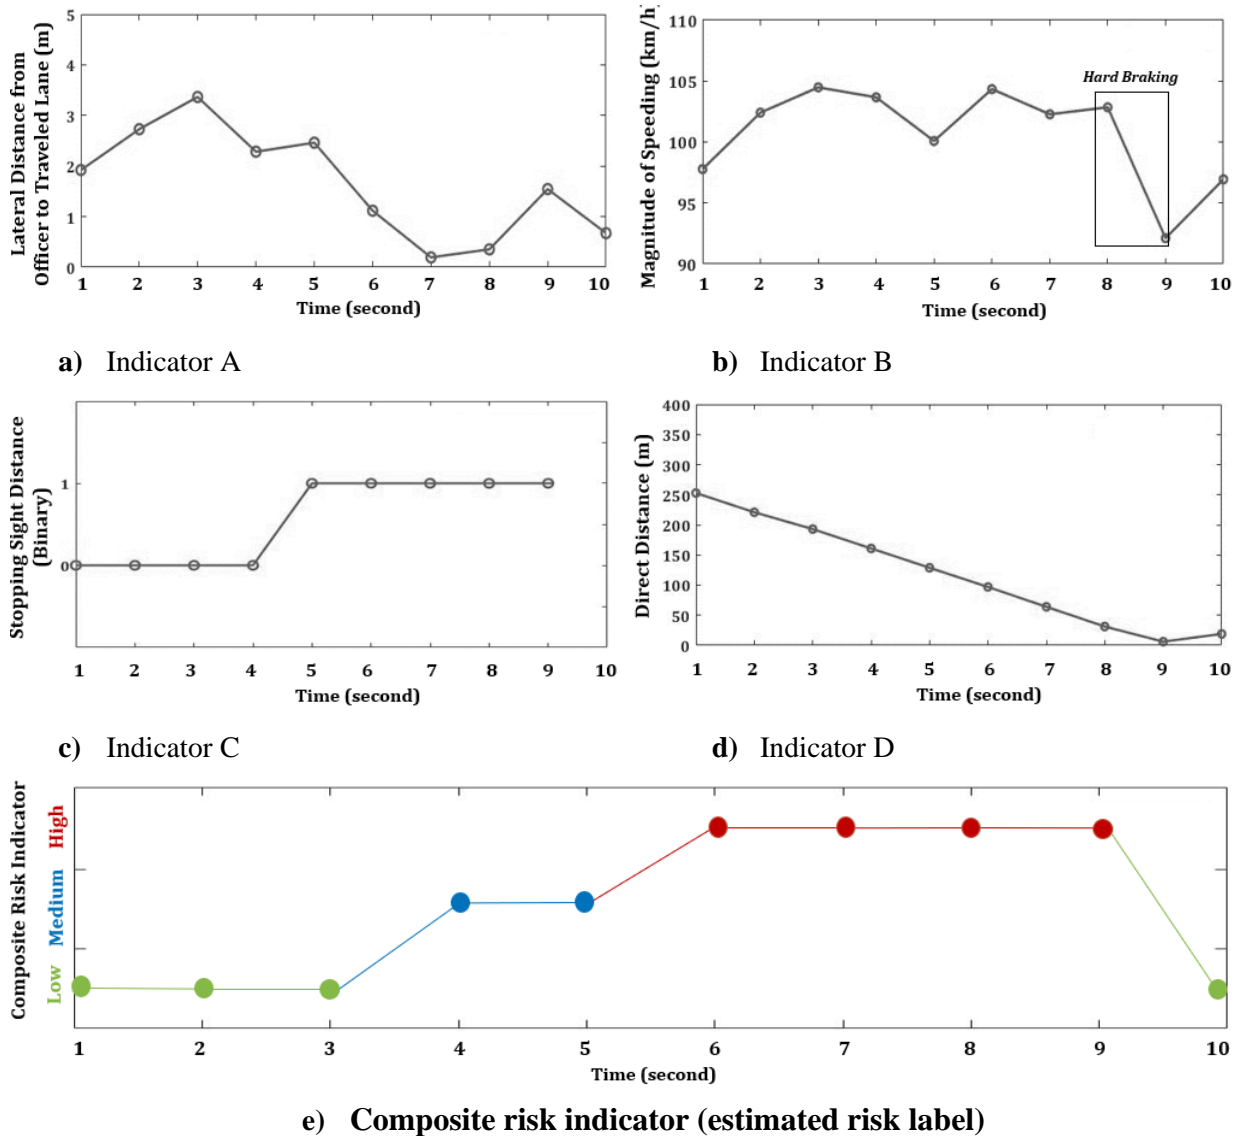 Lateral Distance from
Officer to Traveled Lane (m)
5
4
3
2
1
0
1 2 3 4 5 6 7 8 9 10
Time (second)
a) Indicator A
Magnitude of Speeding (km/h)
110
105
100
95
90
Hard Braking
1 2 3 4 5 6 7 8 9 10
Time (second)
b) Indicator B
Stopping Sight Distance
(Binary)
1
0
1 2 3 4 5 6 7 8 9 10
Time (second)
c) Indicator C
Direct Distance (m)
400
350
300
250
200
150
100
50
0
1 2 3 4 5 6 7 8 9 10
Time (second)
d) Indicator D
Composite Risk Indicator
High
Medium
Low
1 2 3 4 5 6 7 8 9 10
Time (second)
e) Composite risk indicator (estimated risk label)